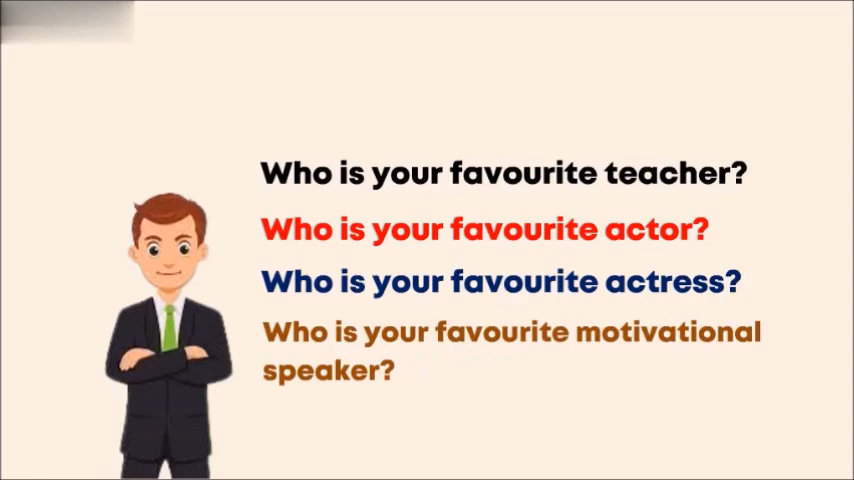 Who is your favourite teacher?
Who is your favourite actor?
Who is your favourite actress?
Who is your favourite motivational
speaker?